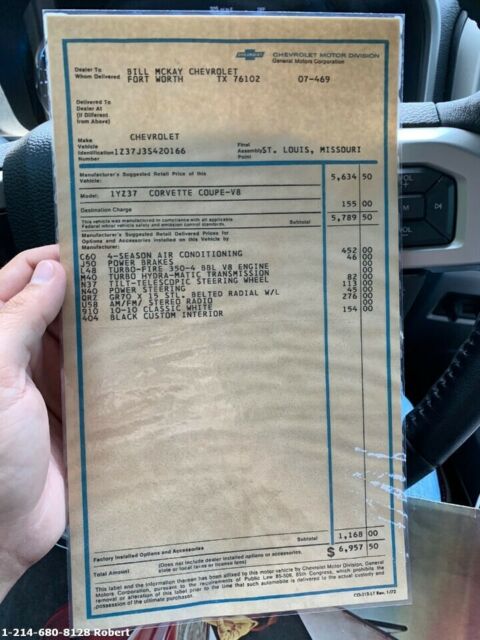 CHEVROLET
CHEVROLET MOTOR DIVISION
General Motors Corporation
Dealer To
Whom Delivered
BILL MCKAY CHEVROLET
FORT WORTH TX 76102 07-469
Delivered To
Dealer At
(If Different
from Above)
Make CHEVROLET
Vehicle
Identification 1Z37J3S420166
Number
Final
Assembly ST. LOUIS, MISSOURI
Point
Manufacturer's Suggested Retail Price of this
Vehicle: 5,634 50
Model: 1YZ37 CORVETTE COUPE-V8
Destination Charge 155 00
This vehicle was manufactured in compliance with all applicable
Federal motor vehicle safety and emission control standards. Subtotal 5,789 50
Manufacturer's Suggested Retail Delivered Prices for
Options and Accessories Installed on this Vehicle by
Manufacturer:
C60 4-SEASON AIR CONDITIONING 452 00
J50 POWER BRAKES 46 00
L48 TURBO-FIRE 350-4 BBL V8 ENGINE
M40 TURBO HYDRA-MATIC TRANSMISSION
N37 TILT-TELESCOPIC STEERING WHEEL 82 00
N40 POWER STEERING 113 00
QRZ GR70 X 15 STL. BELTED RADIAL W/L 45 00
U58 AM/FM/ STEREO RADIO 276 00
910 10-10 CLASSIC WHITE
404 BLACK CUSTOM INTERIOR 154 00
Factory Installed Options and Accessories Subtotal 1,168 00
Total Amount (Does not include dealer installed options or accessories,
state or local taxes or license fees) $ 6,957 50
This label and the information thereon has been affixed to this motor vehicle by Chevrolet Motor Division, General
Motors Corporation, pursuant to the requirements of Public Law 85-506, 85th Congress, which prohibits the
removal or alteration of this label prior to the time that such automobile is delivered to the actual custody and
possession of the ultimate purchaser.
1-214-680-8128 Robert